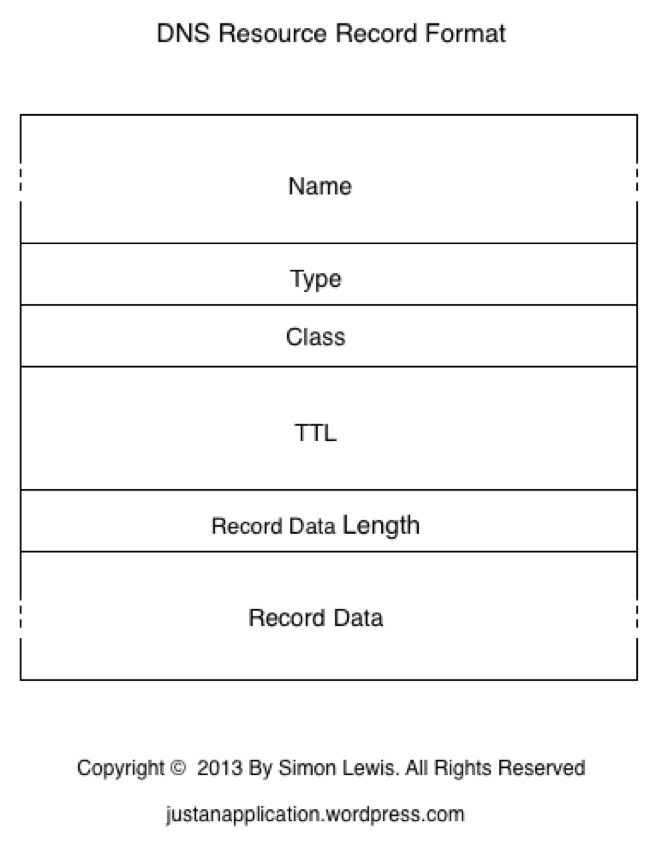 DNS Resource Record Format
Name
Type
Class
TTL
Record Data Length
Record Data
Copyright © 2013 By Simon Lewis. All Rights Reserved
justanapplication.wordpress.com